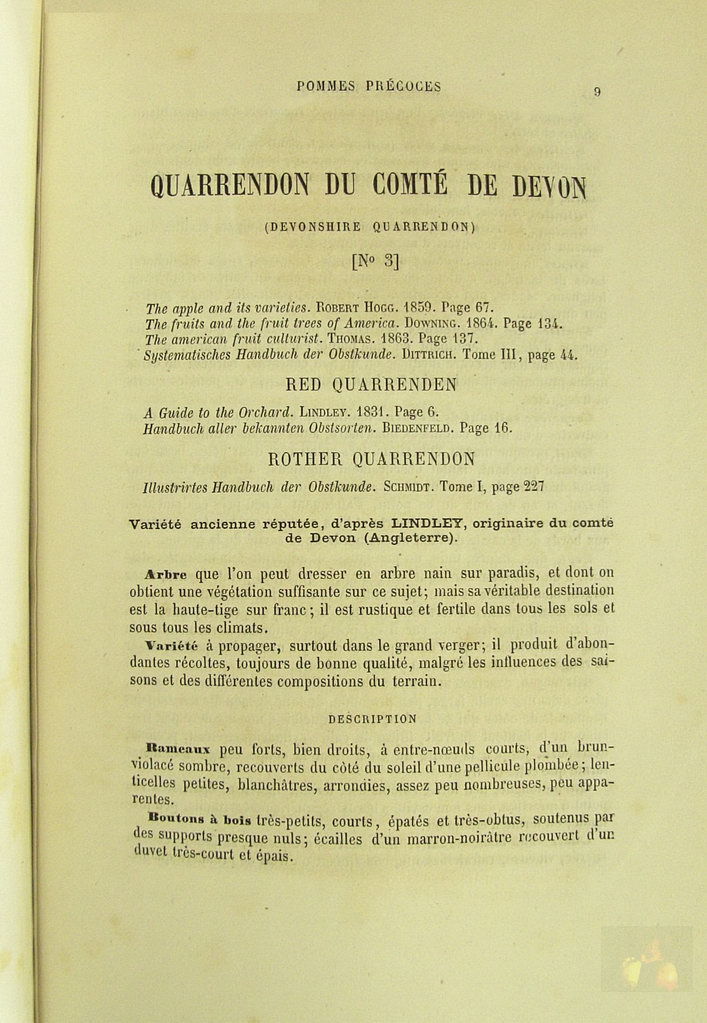 POMMES PRÉCOCES
9
QUARRENDON DU COMTÉ DE DEVON
(DEVONSHIRE QUARRENDON)
[No 3]
The apple and its varieties. ROBERT HOGG. 1859. Page 67.
The fruits and the fruit trees of America. DOWNING. 1864. Page 134.
The american fruit culturist. THOMAS. 1863. Page 137.
Systematisches Handbuch der Obstkunde. DITTRICH. Tome III, page 44.
RED QUARRENDEN
A Guide to the Orchard. LINDLEY. 1831. Page 6.
Handbuch aller bekannten Obstsorten. BIEDENFELD. Page 16.
ROTHER QUARRENDON
Illustrirtes Handbuch der Obstkunde. SCHMIDT. Tome I, page 227
Variété ancienne réputée, d'après LINDLEY, originaire du comté
de Devon (Angleterre).
Arbre que l'on peut dresser en arbre nain sur paradis, et dont on
obtient une végétation suffisante sur ce sujet; mais sa véritable destination
est la haute-tige sur franc; il est rustique et fertile dans tous les sols et
sous tous les climats.
Variété à propager, surtout dans le grand verger; il produit d'abon-
dantes récoltes, toujours de bonne qualité, malgré les influences des sai-
sons et des différentes compositions du terrain.
DESCRIPTION
Rameaux peu forts, bien droits, à entre-nœuds courts, d'un brun-
violacé sombre, recouverts du côté du soleil d'une pellicule plombée; len-
ticelles petites, blanchâtres, arrondies, assez peu nombreuses, peu appa-
rentes.
Boutons à bois très-petits, courts, épatés et très-obtus, soutenus par
des supports presque nuls; écailles d'un marron-noirâtre recouvert d'un
duvet très-court et épais.